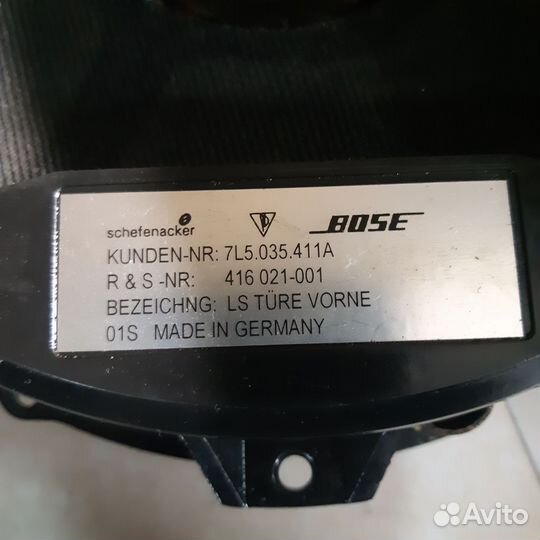 schefenacker BOSE
KUNDEN-NR: 7L5.035.411A
R & S -NR: 416 021-001
BEZEICHNG: LS TÜRE VORNE
01S MADE IN GERMANY
Avito